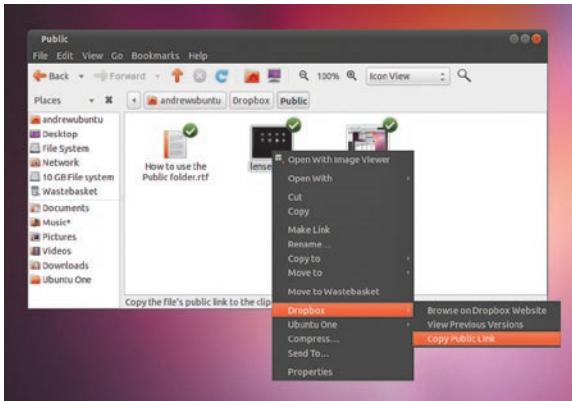 Public
File Edit View Go Bookmarks Help
Back Forward 100% Icon View
Places andrewubuntu Dropbox Public
andrewubuntu
Desktop
File System
Network
10 GB File system
Wastebasket
Documents
Music*
Pictures
Videos
Downloads
Ubuntu One
How to use the
Public folder.rtf
lense
Copy the file's public link to the clip
Open With Image Viewer
Open With
Cut
Copy
Make Link
Rename...
Copy to
Move to
Move to Wastebasket
Dropbox
Ubuntu One
Compress...
Send To...
Properties
Browse on Dropbox Website
View Previous Versions
Copy Public Link